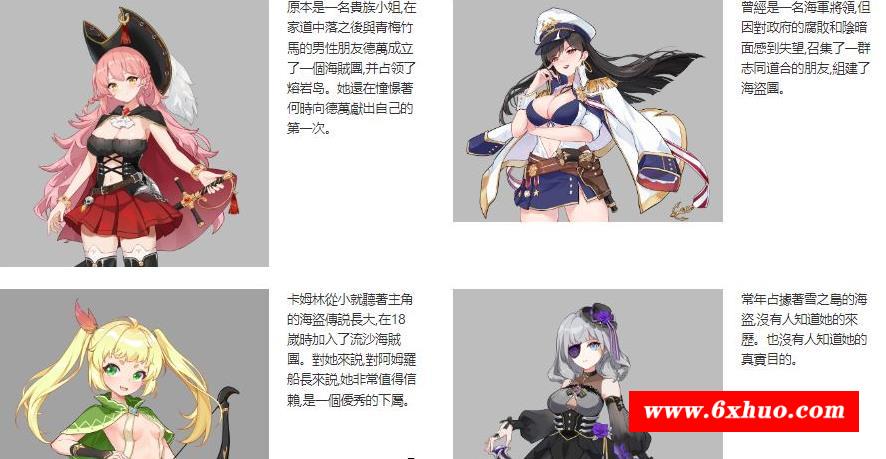 原本是一名貴族小姐,在
家道中落之後與青梅竹
馬的男性朋友德萬成立
了一個海賊團,并占领了
熔岩岛。她還在憧憬著
何時向德萬獻出自己的
第一次。
曾經是一名海軍將領,但
因對政府的腐敗和陰暗
面感到失望,召集了一群
志同道合的朋友,組建了
海盜團。
卡姆林從小就聽著主角
的海盜傳説長大,在18
嵗時加入了流沙海賊
團。對她來説,對阿姆羅
船長來説,她非常值得信
賴,是一個優秀的下屬。
常年占據著雪之島的海
盜,沒有人知道她的來
歷。也沒有人知道她的
真實目的。
www.6xhuo.com